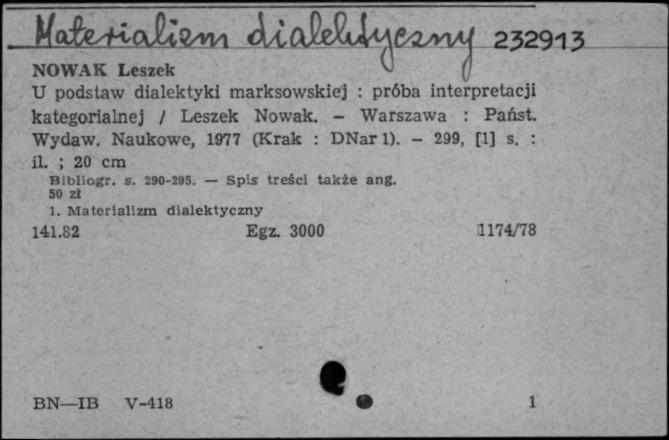 Materializm dialektyczny 232913
NOWAK Leszek
U podstaw dialektyki marksowskiej : próba interpretacji
kategorialnej / Leszek Nowak. – Warszawa : Państ.
Wydaw. Naukowe, 1977 (Krak : DNar 1). – 299, [1] s. :
il. ; 20 cm
Bibliogr. s. 290-295. — Spis treści także ang.
50 zł
1. Materializm dialektyczny
141.82 Egz. 3000 1174/78
BN—IB V-418 1